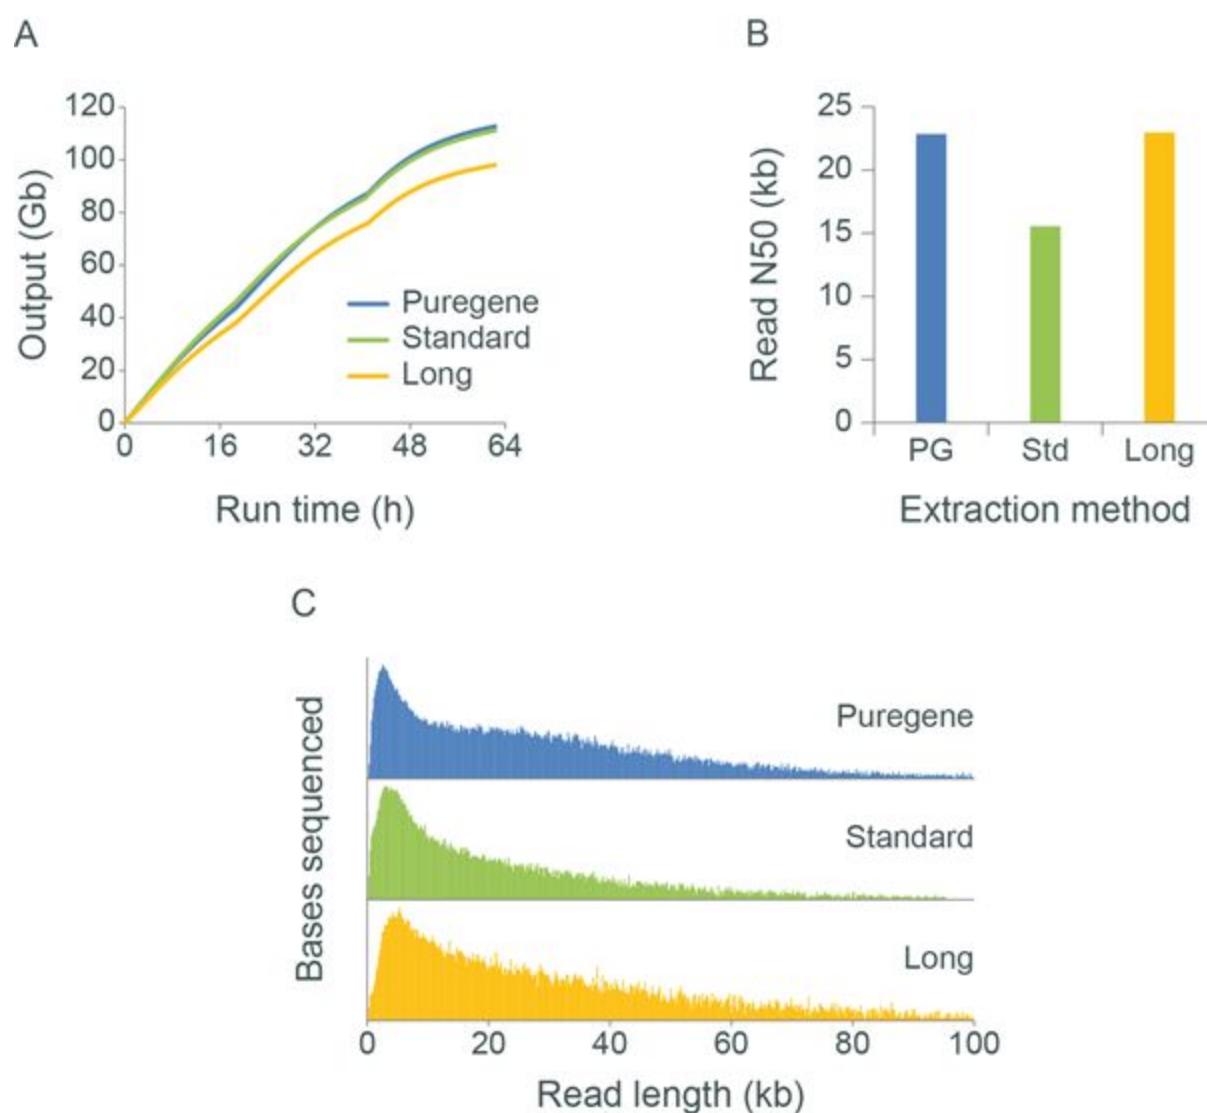 A
120
100
80
60
40
20
0
Output (Gb)
Puregene
Standard
Long
0 16 32 48 64
Run time (h)
B
25
20
15
10
5
0
Read N50 (kb)
PG Std Long
Extraction method
C
Bases sequenced
Puregene
Standard
Long
0 20 40 60 80 100
Read length (kb)